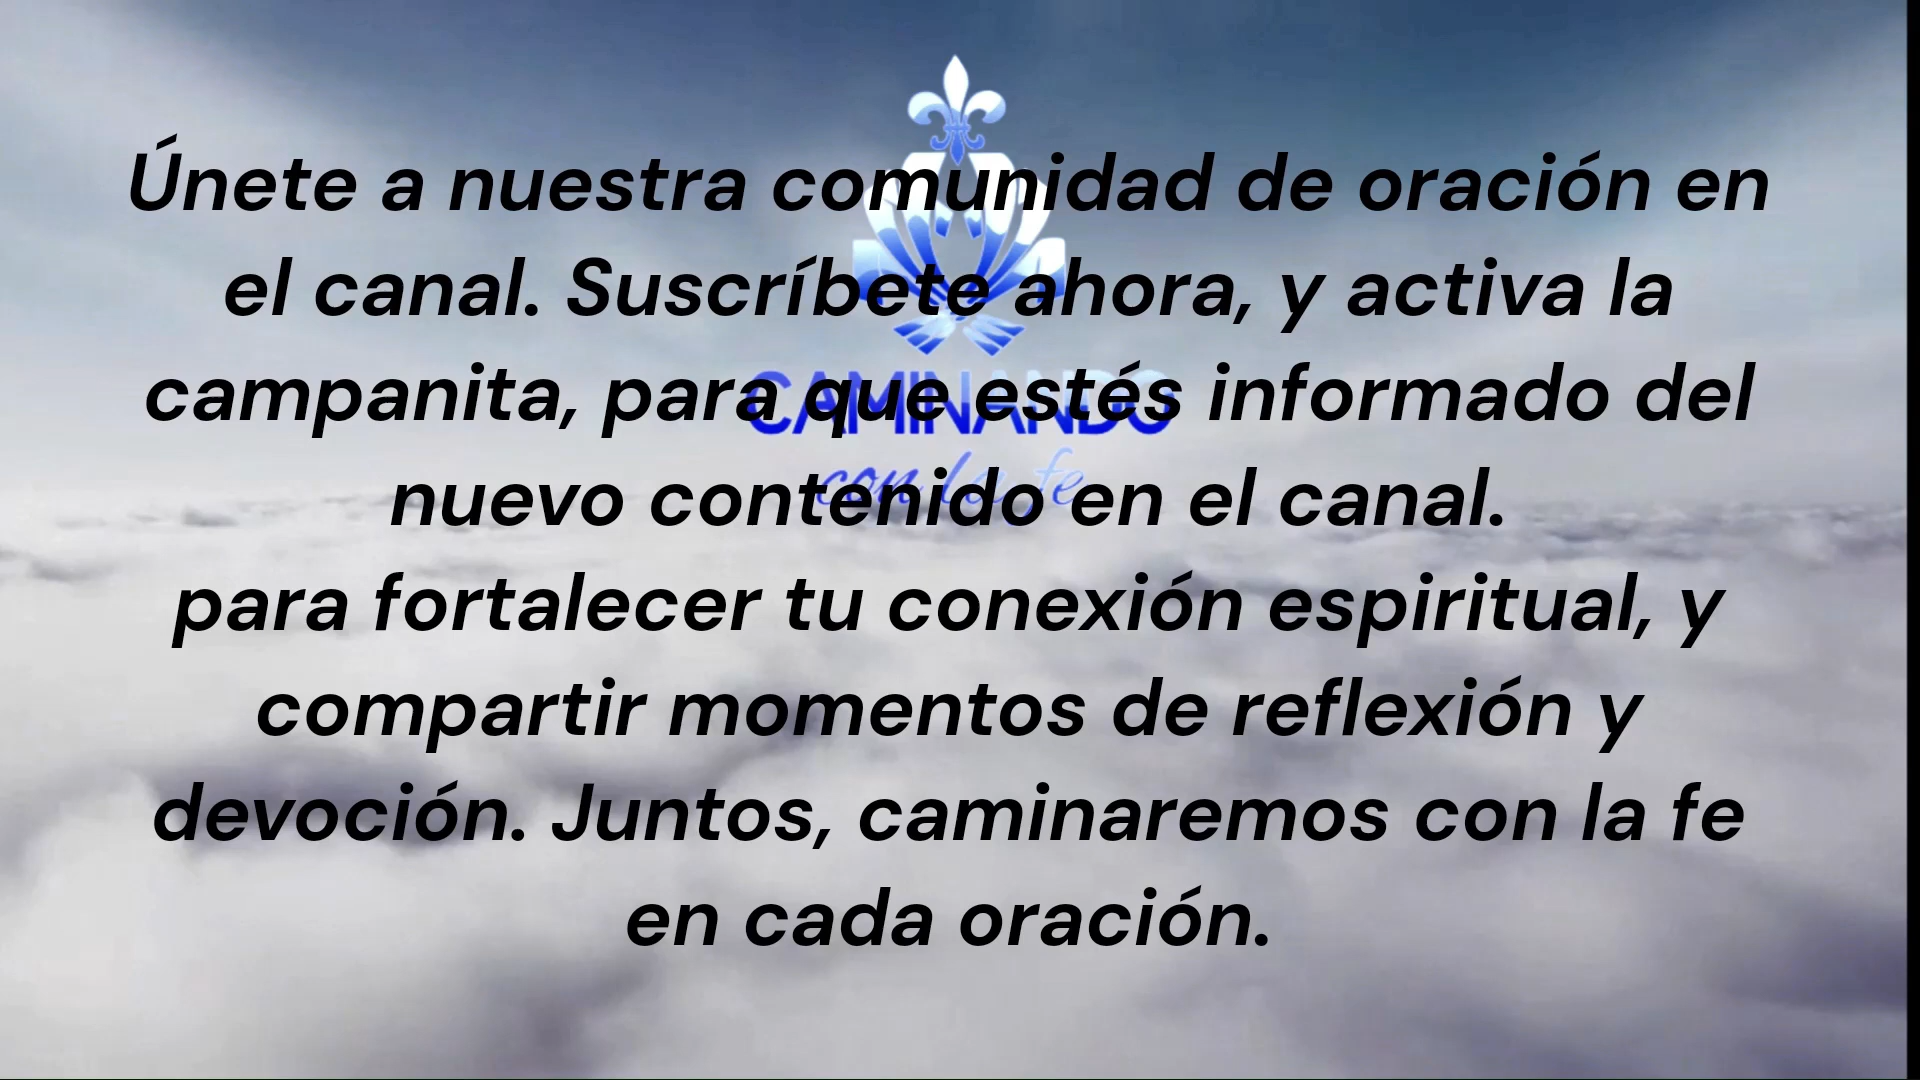 Únete a nuestra comunidad de oración en
el canal. Suscríbete ahora, y activa la
campanita, para que estés informado del
nuevo contenido en el canal.
para fortalecer tu conexión espiritual, y
compartir momentos de reflexión y
devoción. Juntos, caminaremos con la fe
en cada oración.
CAMINANDO
con la fe